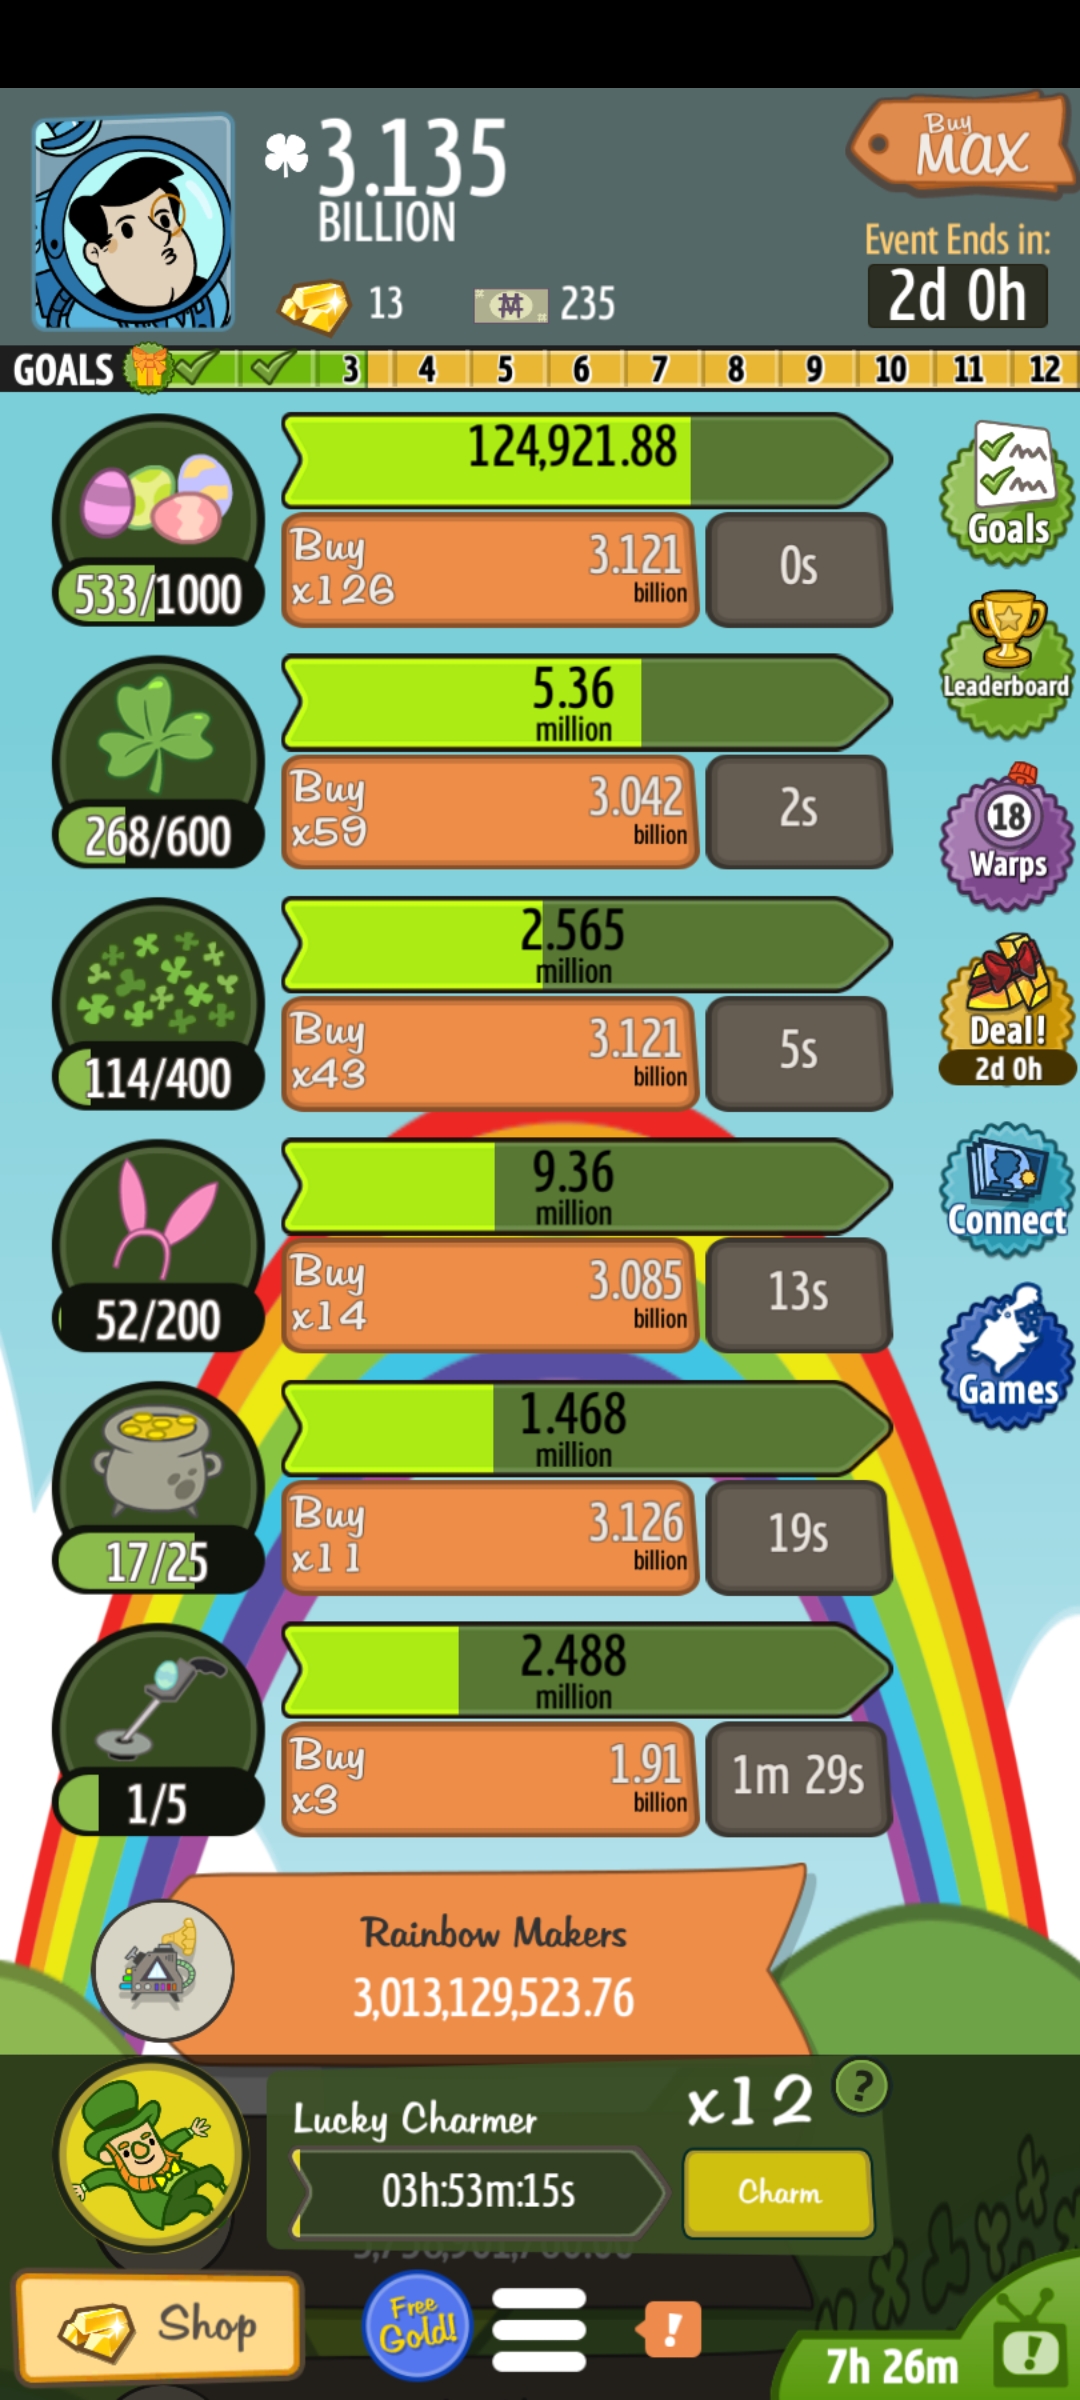 3.135
BILLION
Buy
MAX
Event Ends in:
2d 0h
13
235
GOALS
3
4
5
6
7
8
9
10
11
12
124,921.88
Buy
x126
3.121
billion
0s
533/1000
Goals
5.36
million
Buy
x59
3.042
billion
2s
268/600
Leaderboard
18
Warps
2.565
million
Buy
x43
3.121
billion
5s
114/400
Deal!
2d 0h
9.36
million
Buy
x14
3.085
billion
13s
52/200
Connect
Games
1.468
million
Buy
x11
3.126
billion
19s
17/25
2.488
million
Buy
x3
1.91
billion
1m 29s
1/5
Rainbow Makers
3,013,129,523.76
Lucky Charmer
x12
?
03h:53m:15s
Charm
Shop
Free
Gold!
!
7h 26m
!